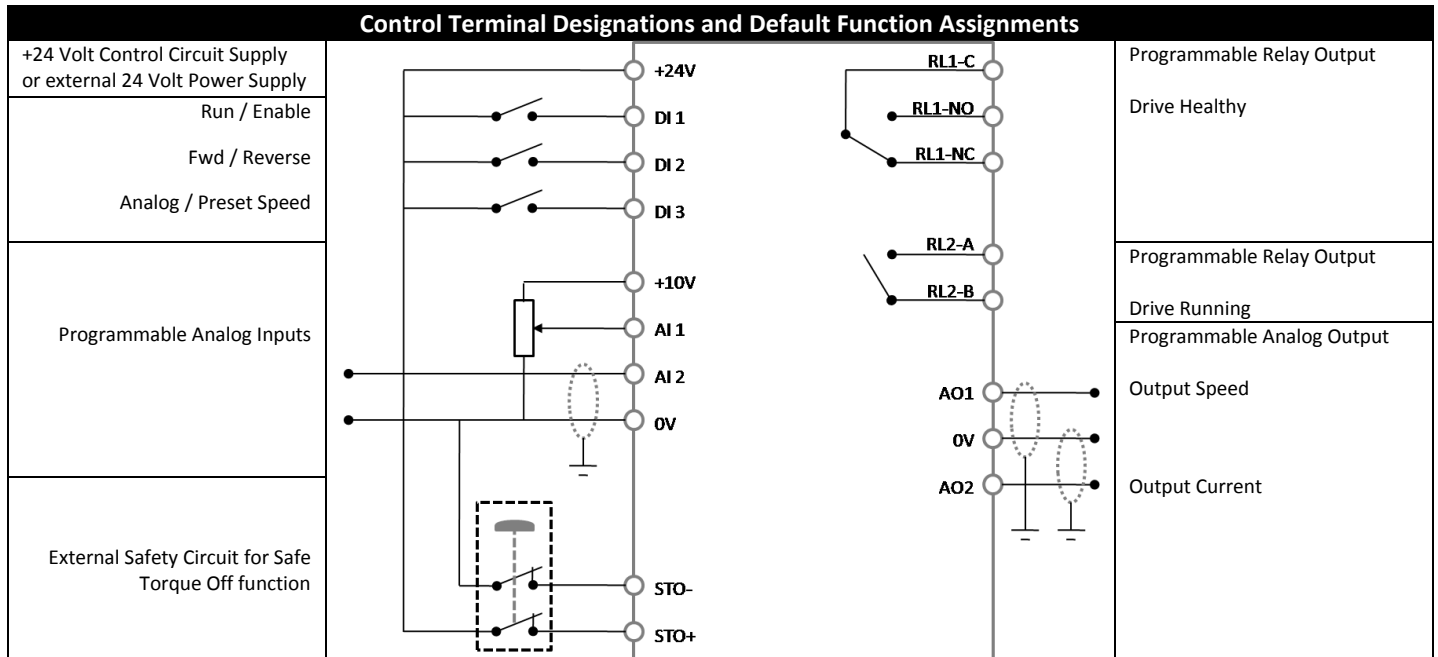 Control Terminal Designations and Default Function Assignments
+24 Volt Control Circuit Supply
or external 24 Volt Power Supply
Run / Enable
Fwd / Reverse
Analog / Preset Speed
Programmable Analog Inputs
External Safety Circuit for Safe
Torque Off function
+24V
DI 1
DI 2
DI 3
+10V
AI 1
AI 2
0V
STO-
STO+
RL1-C
RL1-NO
RL1-NC
RL2-A
RL2-B
AO1
0V
AO2
Programmable Relay Output
Drive Healthy
Programmable Relay Output
Drive Running
Programmable Analog Output
Output Speed
Output Current